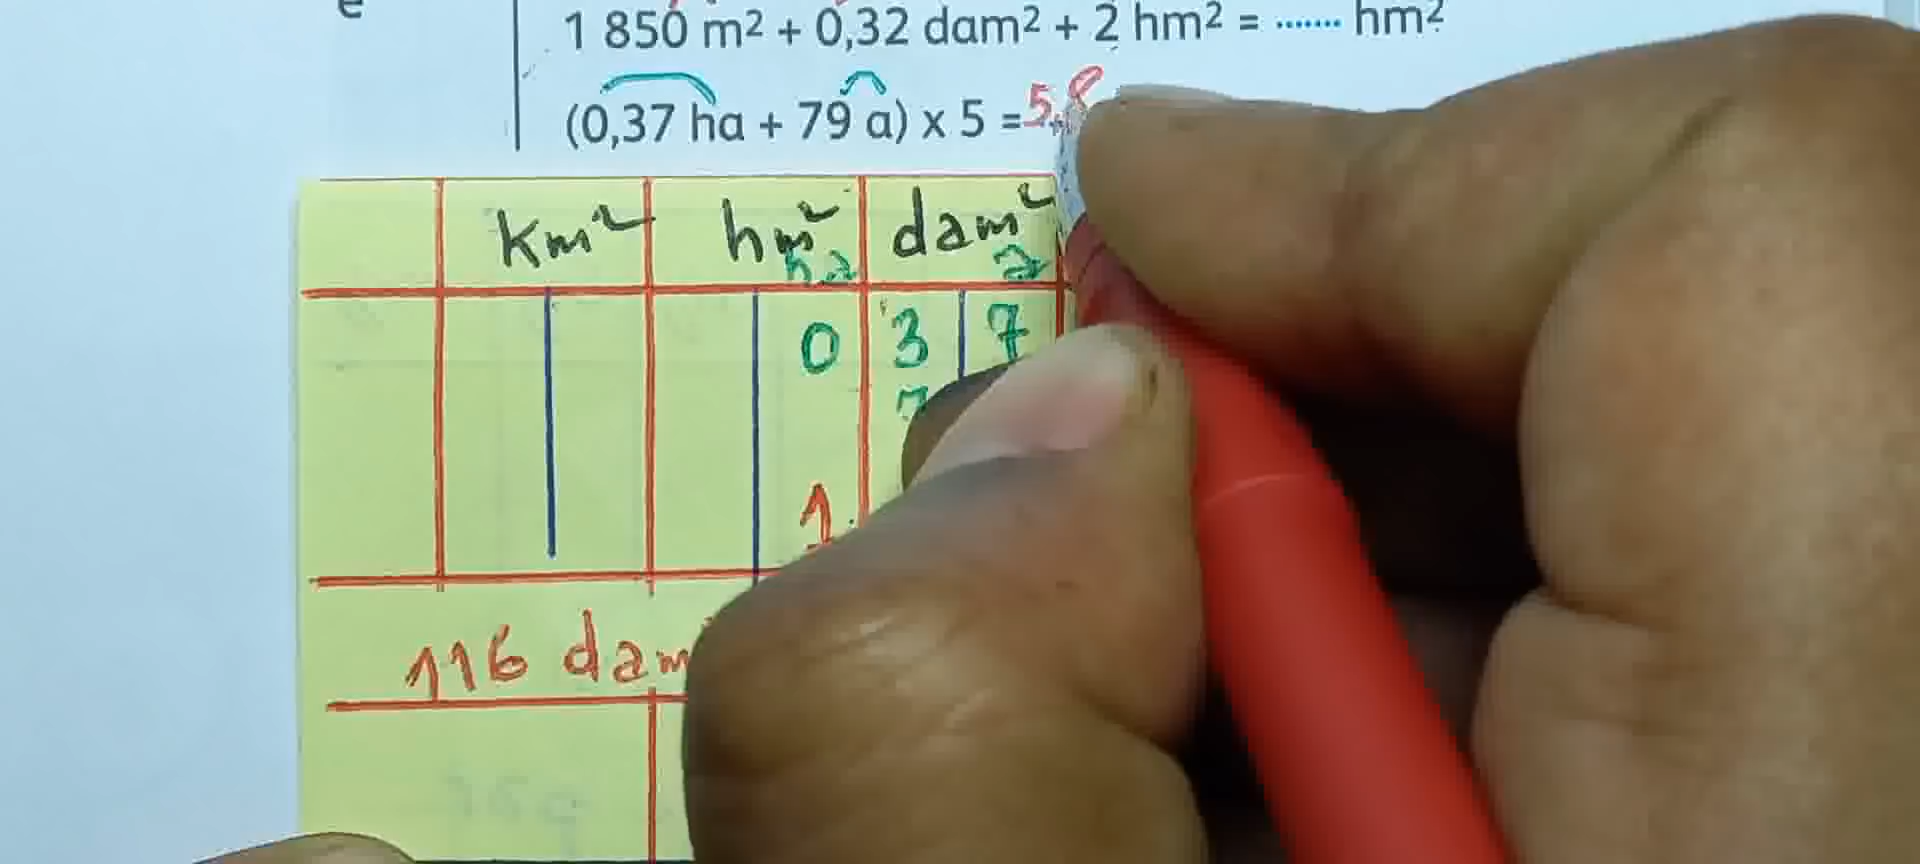 e
1 850 m² + 0,32 dam² + 2 hm² = ....... hm²
(0,37 ha + 79 a) x 5 = 5,8
km² hm² dam²
ha a
0 3 7
7
1
116 dam